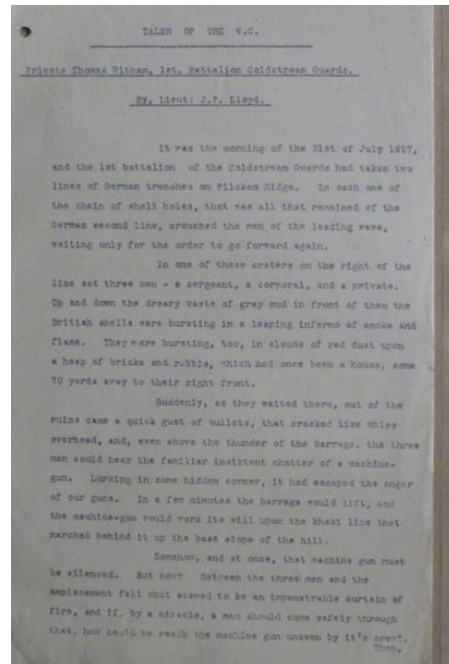 TALES OF THE V.C.
Private Thomas Witham, 1st. Battalion Coldstream Guards.
By, Lieut: J.P. Lloyd.
It was the morning of the 31st of July 1917,
and the 1st battalion of the Coldstream Guards had taken two
lines of German trenches on Pilckem Ridge. In each one of
the chain of shell holes, that was all that remained of the
German second line, crouched the men of the leading wave,
waiting only for the order to go forward again.
In one of these craters on the right of the
line sat three men - a sergeant, a corporal, and a private.
Up and down the dreary waste of gray mud in front of them the
British shells were bursting in a leaping inferno of smoke and
flame. They were bursting, too, in clouds of red dust upon
a heap of bricks and rubble, which had once been a house, some
70 yards away to their right front.
Suddenly, as they waited there, out of the
ruins came a quick gust of bullets, that cracked like whips
overhead, and, even above the thunder of the barrage, the three
men could hear the familiar insistent chatter of a machine-
gun. Lurking in some hidden corner, it had escaped the anger
of our guns. In a few minutes the barrage would lift, and
the machine-gun would work its will upon the khaki line that
marched behind it up the base slope of the hill.
Somehow, and at once, that machine gun must
be silenced. But how? Between the three men and the
emplacement fell what seemed to be an impenetrable curtain of
fire, and if, by a miracle, a man should come safely through
that, how could he reach the machine gun unseen by it's crew?
Then,